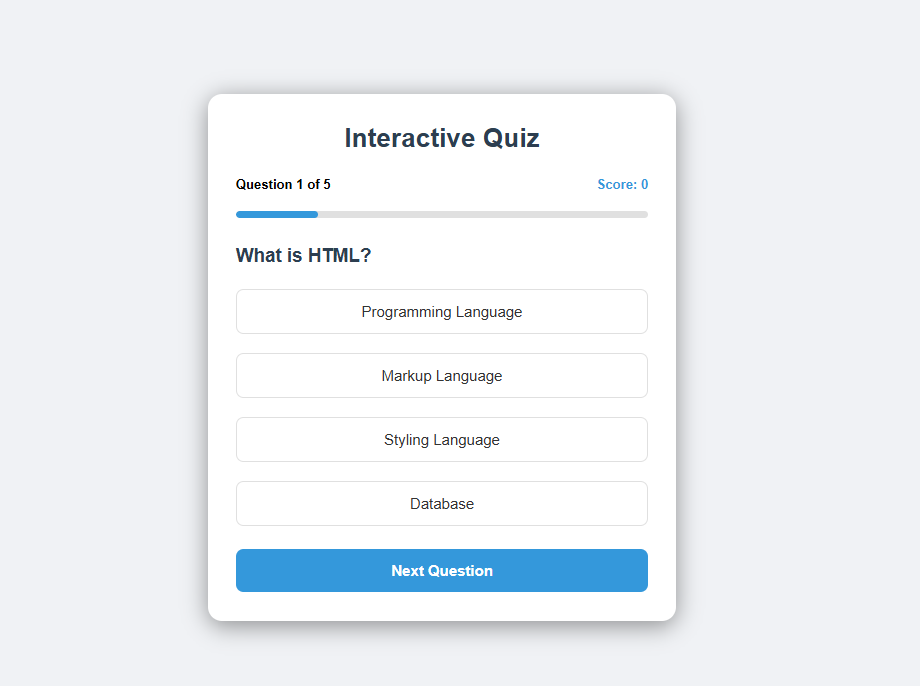 Interactive Quiz
Question 1 of 5 Score: 0
What is HTML?
Programming Language
Markup Language
Styling Language
Database
Next Question